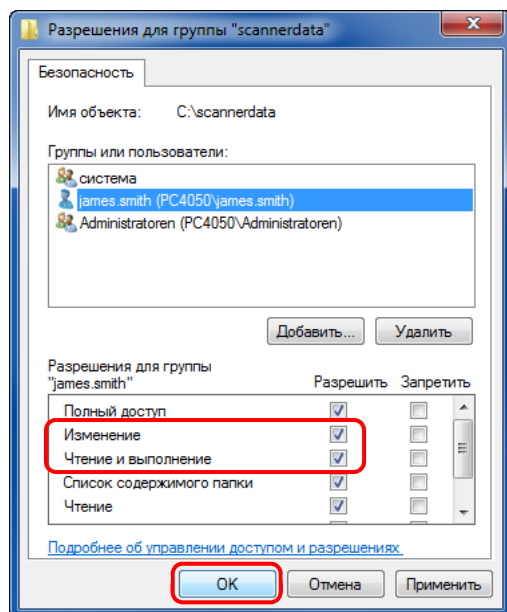 Разрешения для группы "scannerdata"
Безопасность
Имя объекта: C:\scannerdata
Группы или пользователи:
система
james.smith (PC4050\james.smith)
Administratoren (PC4050\Administratoren)
Добавить... Удалить
Разрешения для группы
"james.smith" Разрешить Запретить
Полный доступ
Изменение
Чтение и выполнение
Список содержимого папки
Чтение
Подробнее об управлении доступом и разрешениях
OK Отмена Применить